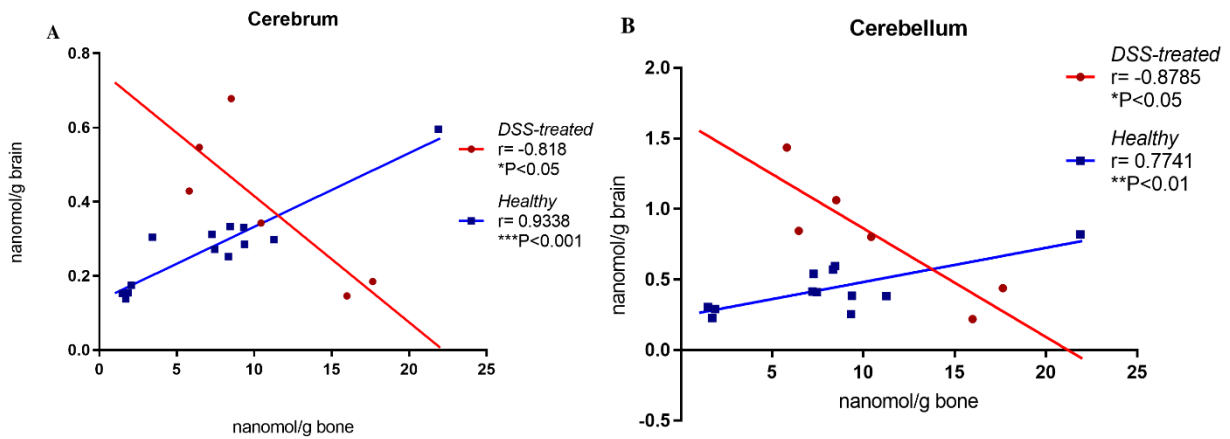 A
Cerebrum
0.8
0.6
0.4
0.2
0.0
0
5
10
15
20
25
nanomol/g brain
nanomol/g bone
DSS-treated
r= -0.818
*P<0.05
Healthy
r= 0.9338
***P<0.001
B
Cerebellum
2.0
1.5
1.0
0.5
0.0
-0.5
5
10
15
20
25
nanomol/g brain
nanomol/g bone
DSS-treated
r= -0.8785
*P<0.05
Healthy
r= 0.7741
**P<0.01